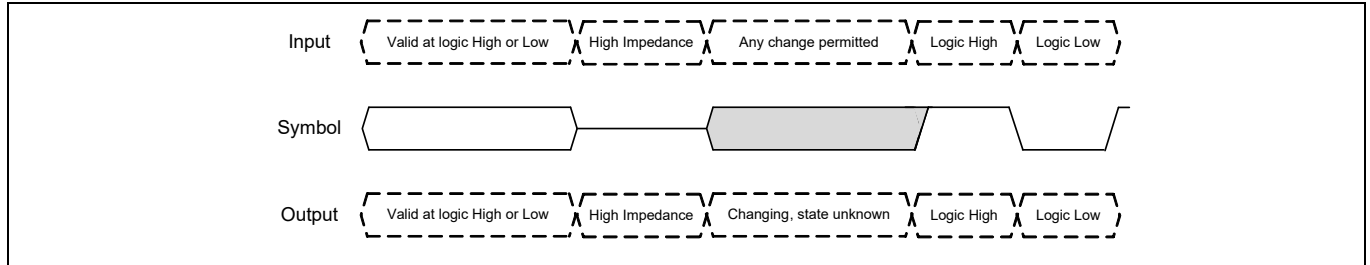 Input Valid at logic High or Low High Impedance Any change permitted Logic High Logic Low
Symbol
Output Valid at logic High or Low High Impedance Changing, state unknown Logic High Logic Low